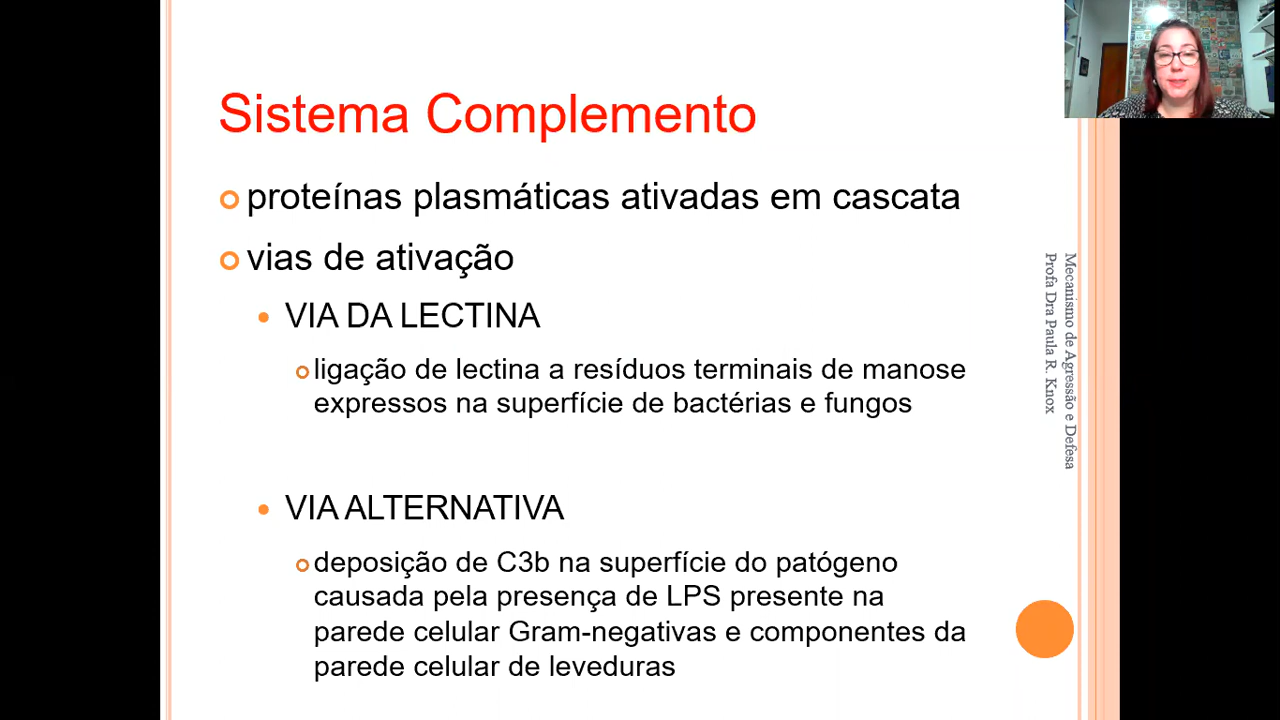 Sistema Complemento
proteínas plasmáticas ativadas em cascata
vias de ativação
VIA DA LECTINA
ligação de lectina a resíduos terminais de manose
expressos na superfície de bactérias e fungos
VIA ALTERNATIVA
deposição de C3b na superfície do patógeno
causada pela presença de LPS presente na
parede celular Gram-negativas e componentes da
parede celular de leveduras
Mecanismo de Agressão e Defesa
Profa Dra Paula R. Knox